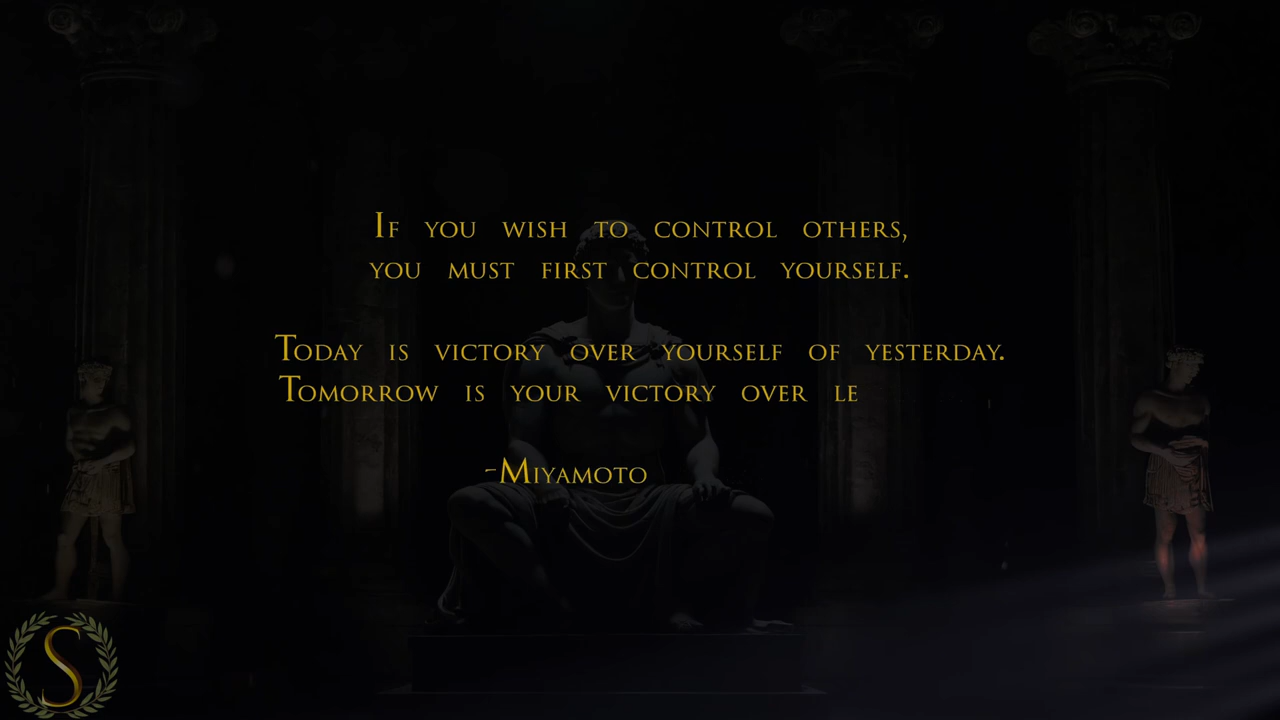 If you wish to control others,
you must first control yourself.
Today is victory over yourself of yesterday.
Tomorrow is your victory over le
-Miyamoto
S